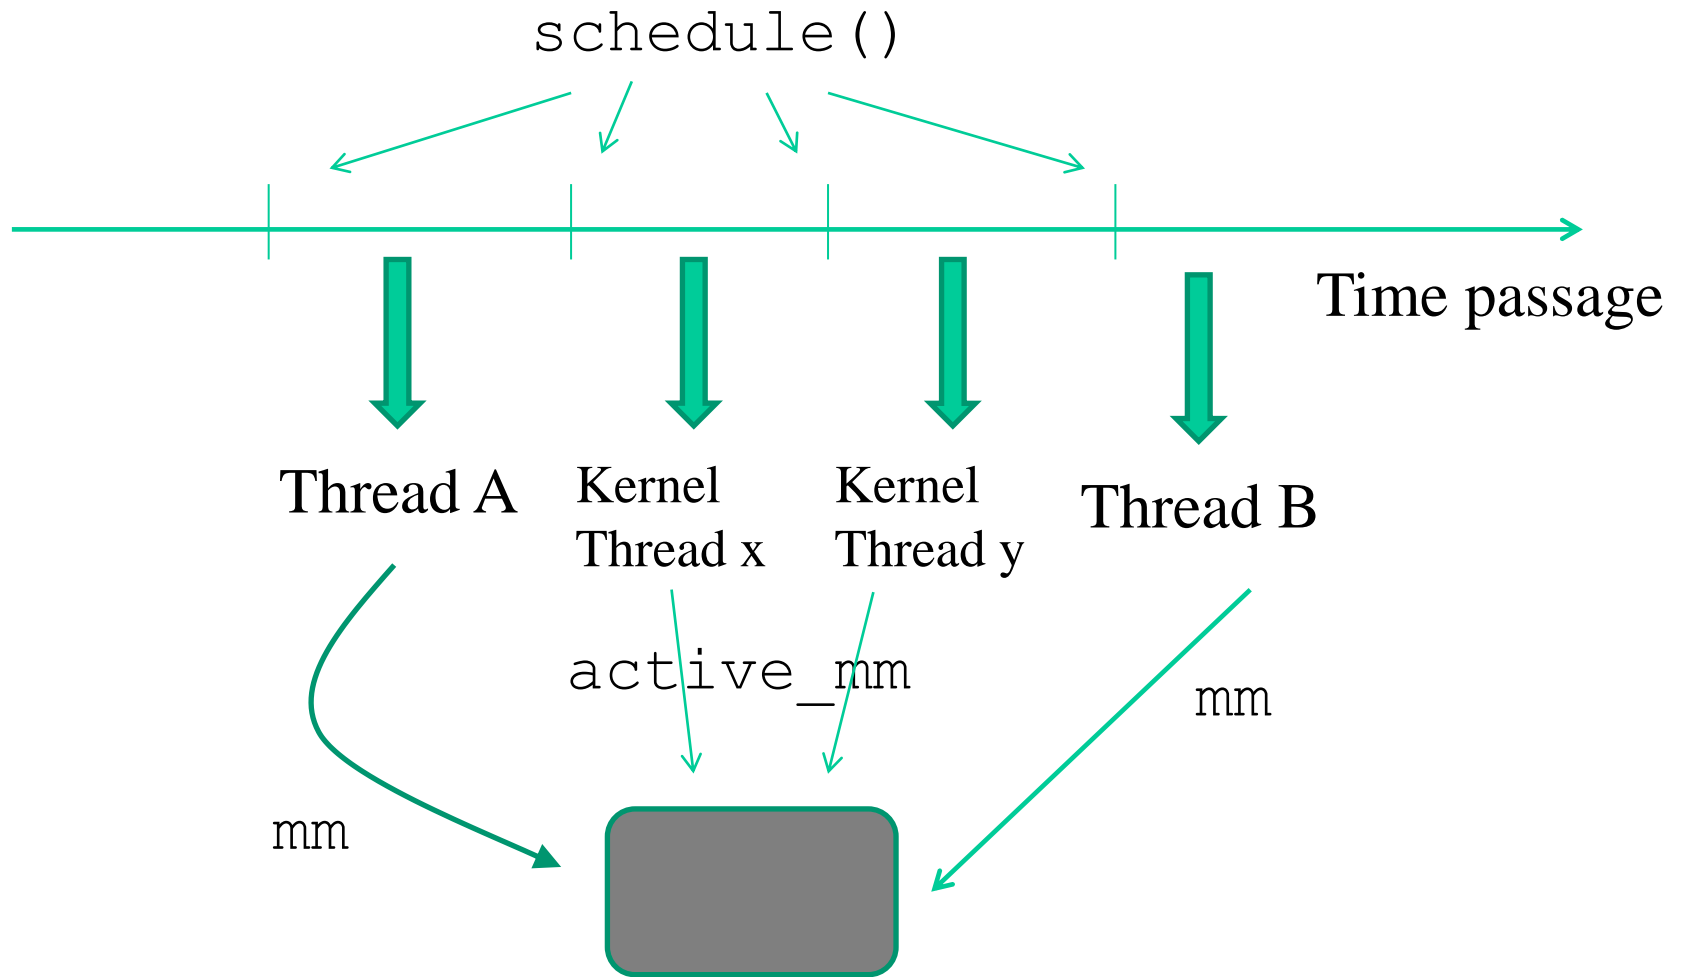 schedule()
Time passage
Thread A
Kernel
Thread x
Kernel
Thread y
Thread B
active_mm
mm
mm